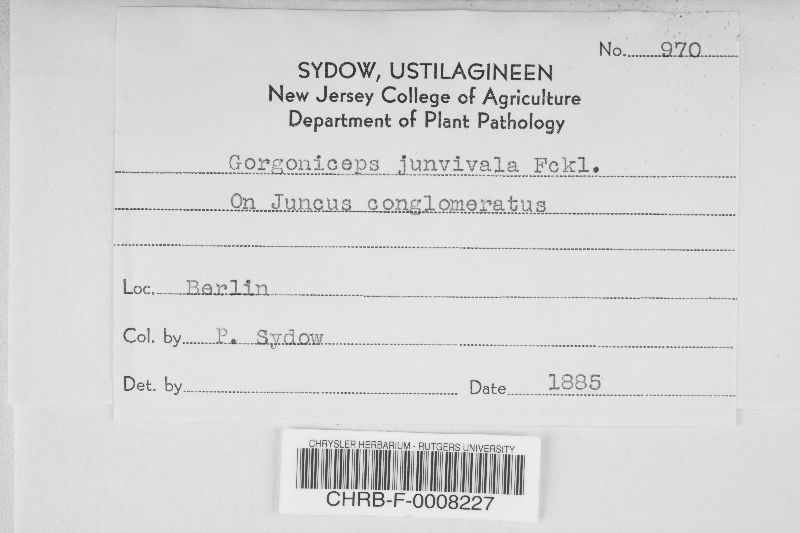 No. 970
SYDOW, USTILAGINEEN
New Jersey College of Agriculture
Department of Plant Pathology
Gorgoniceps junvivala Fckl.
On Juncus conglomeratus
Loc. Berlin
Col. by P. Sydow
Det. by
Date 1885
CHRYSLER HERBARIUM - RUTGERS UNIVERSITY
CHRB-F-0008227